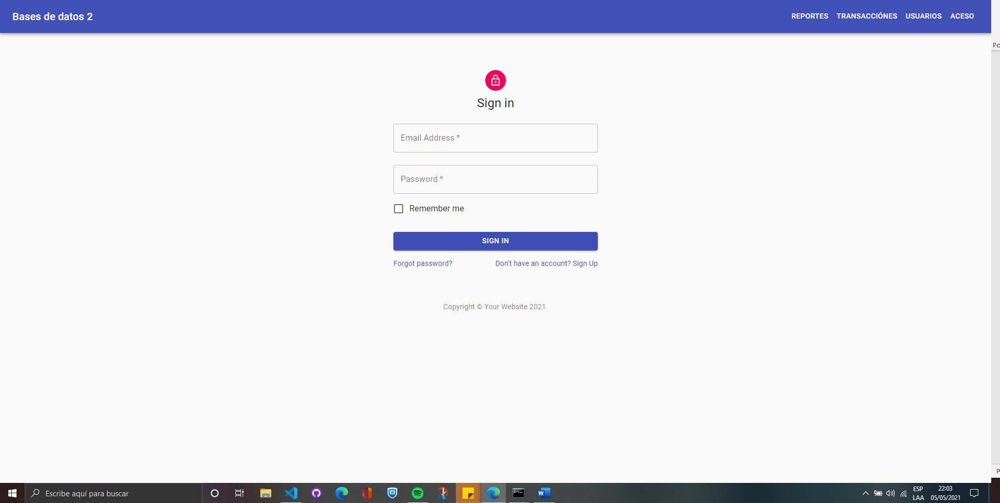 Bases de datos 2
REPORTES TRANSACCIÓNES USUARIOS ACESO
Sign in
Email Address *
Password *
Remember me
SIGN IN
Forgot password? Don't have an account? Sign Up
Copyright © Your Website 2021.
Escribe aquí para buscar
ESP
LAA
22:03
05/05/2021